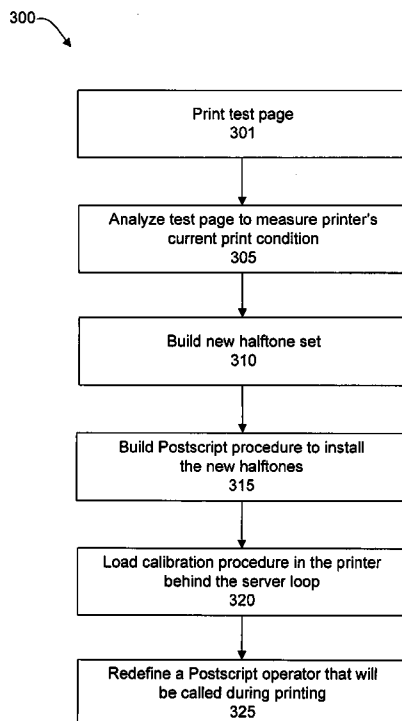 300
Print test page
301
Analyze test page to measure printer's
current print condition
305
Build new halftone set
310
Build Postscript procedure to install
the new halftones
315
Load calibration procedure in the printer
behind the server loop
320
Redefine a Postscript operator that will
be called during printing
325